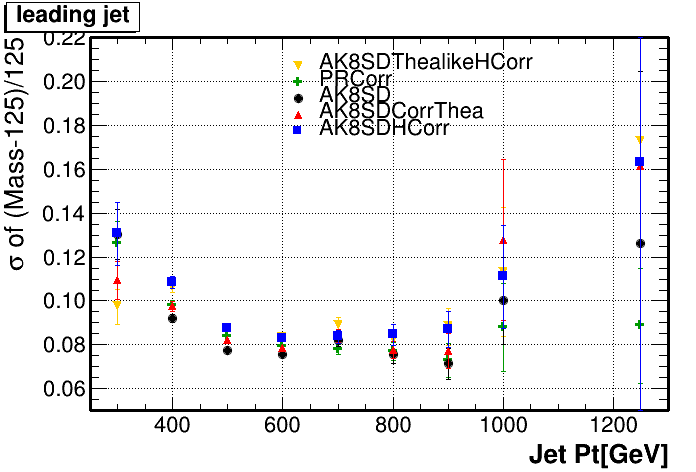 leading jet
σ of (Mass-125)/125
0.22
0.20
0.18
0.16
0.14
0.12
0.10
0.08
0.06
AK8SDThealikeHCorr
PRCorr
AK8SD
AK8SDCorrThea
AK8SDHCorr
400 600 800 1000 1200
Jet Pt[GeV]